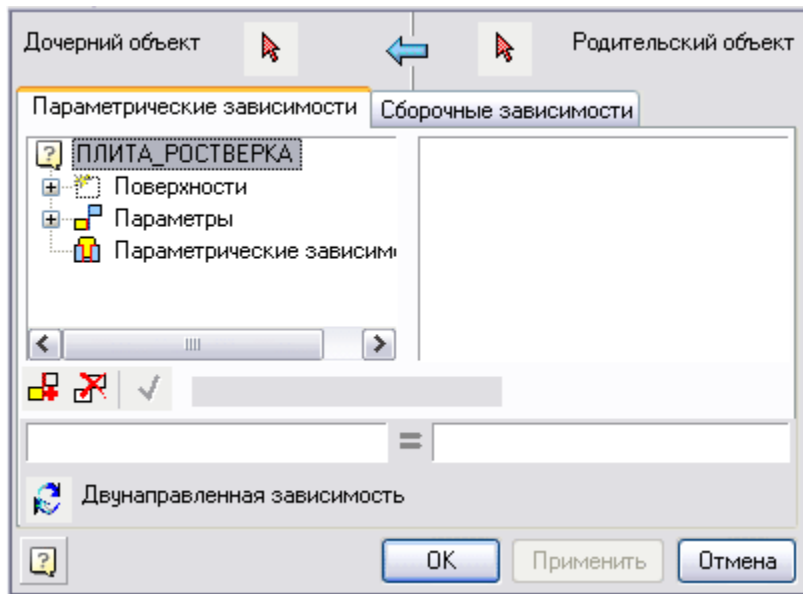 Дочерний объект
Родительский объект
Параметрические зависимости
Сборочные зависимости
ПЛИТА_РОСТВЕРКА
Поверхности
Параметры
Параметрические зависим
=
Двунаправленная зависимость
OK
Применить
Отмена